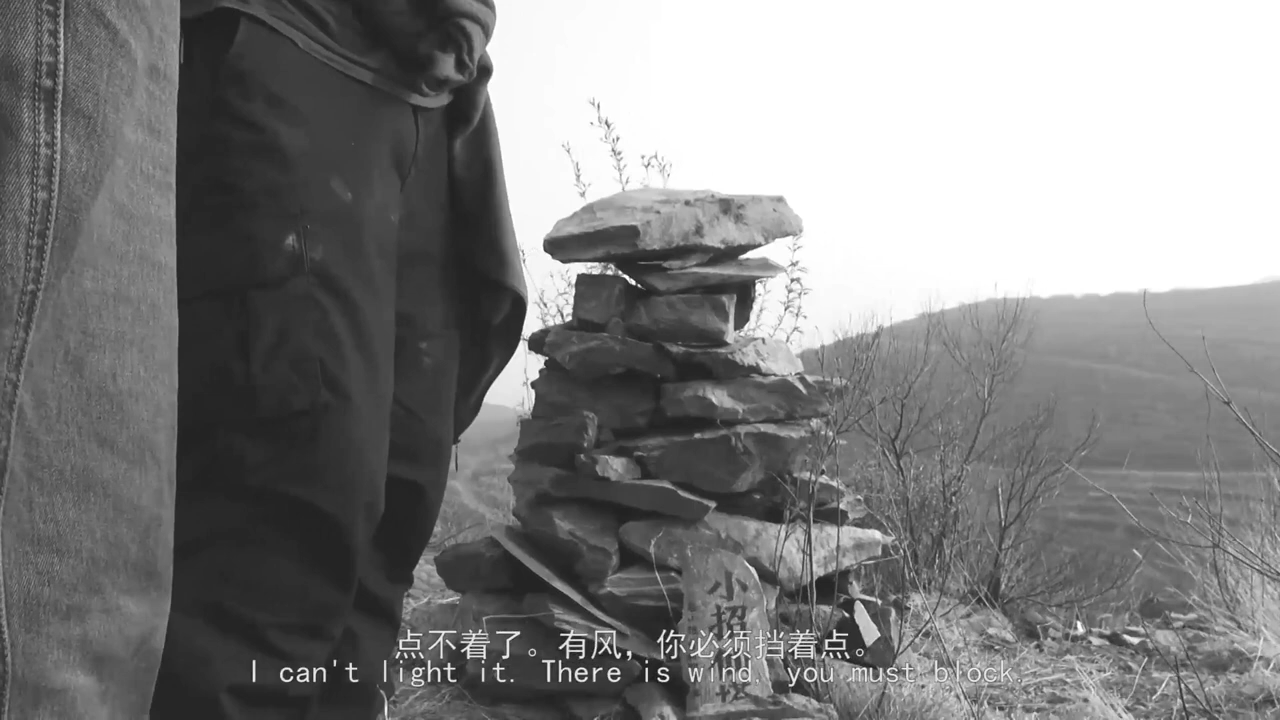 小招
点不着了。有风，你必须挡着点。
I can't light it. There is wind, you must block.